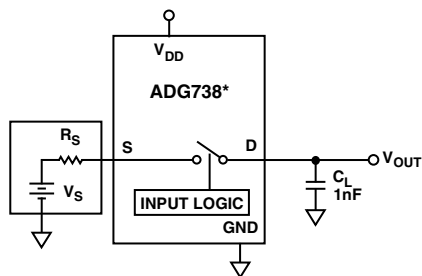 VDD
ADG738*
RS
S
D
VOUT
VS
INPUT LOGIC
CL
1nF
GND